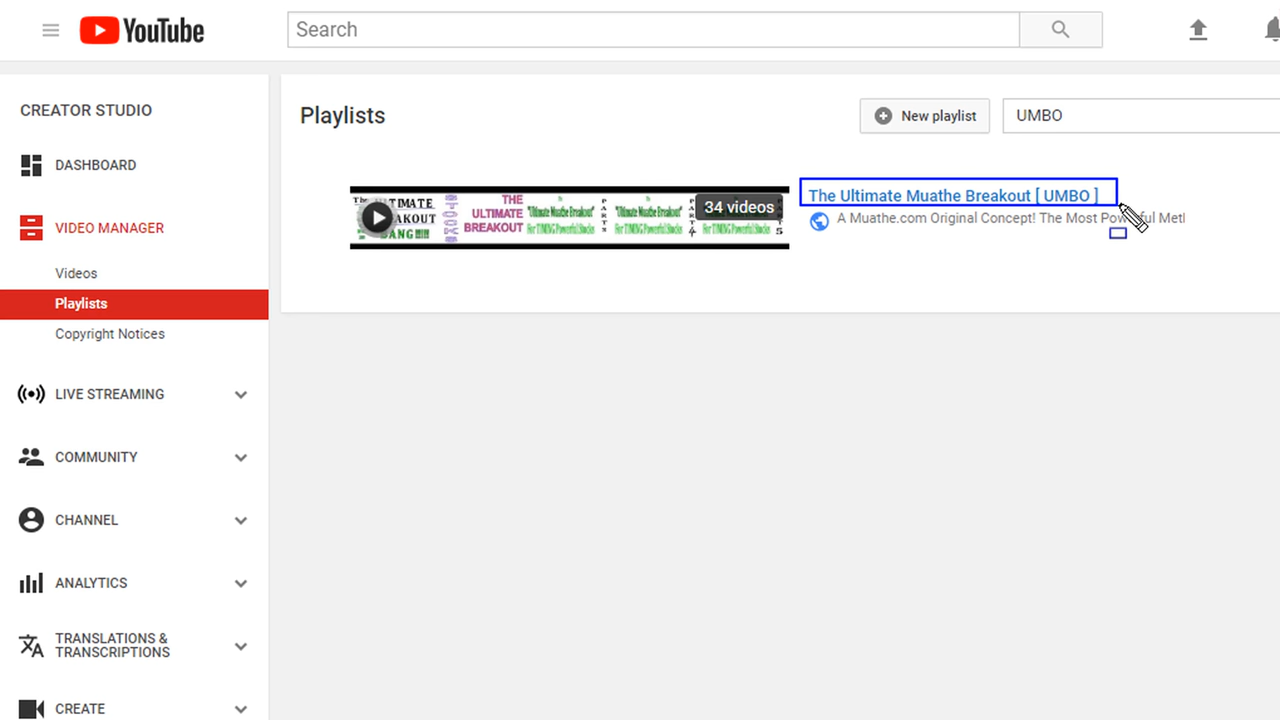 YouTube
Search
CREATOR STUDIO
DASHBOARD
VIDEO MANAGER
Videos
Playlists
Copyright Notices
LIVE STREAMING
COMMUNITY
CHANNEL
ANALYTICS
TRANSLATIONS &
TRANSCRIPTIONS
CREATE
Playlists
New playlist
UMBO
THE
ULTIMATE
BREAKOUT
34 videos
The Ultimate Muathe Breakout [ UMBO ]
A Muathe.com Original Concept! The Most Powerful Met